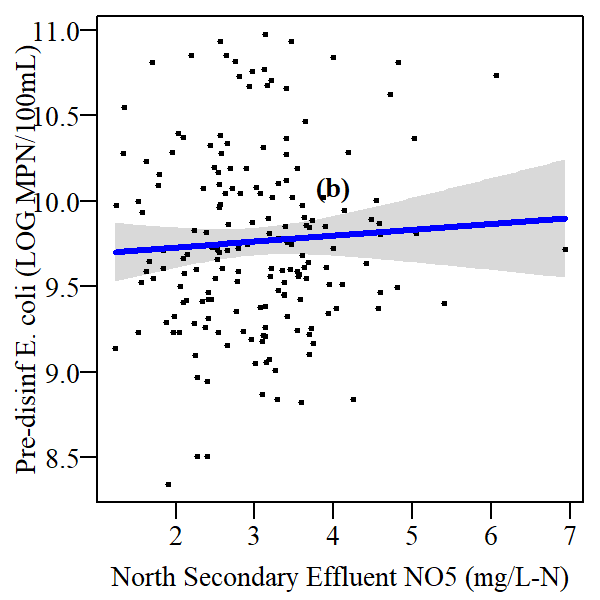 11.0
10.5
10.0
9.5
9.0
8.5
Pre-disinf E. coli (LOG MPN/100mL)
(b)
2 3 4 5 6 7
North Secondary Effluent NO5 (mg/L-N)